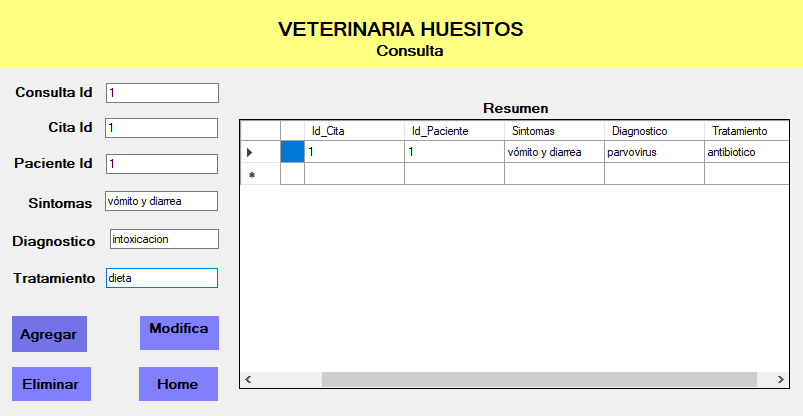 VETERINARIA HUESITOS
Consulta
Consulta Id 1
Cita Id 1
Paciente Id 1
Sintomas vómito y diarrea
Diagnostico intoxicacion
Tratamiento dieta
Agregar Modifica
Eliminar Home
Resumen
Id_Cita Id_Paciente Sintomas Diagnostico Tratamiento
1 1 vómito y diarrea parvovirus antibiotico